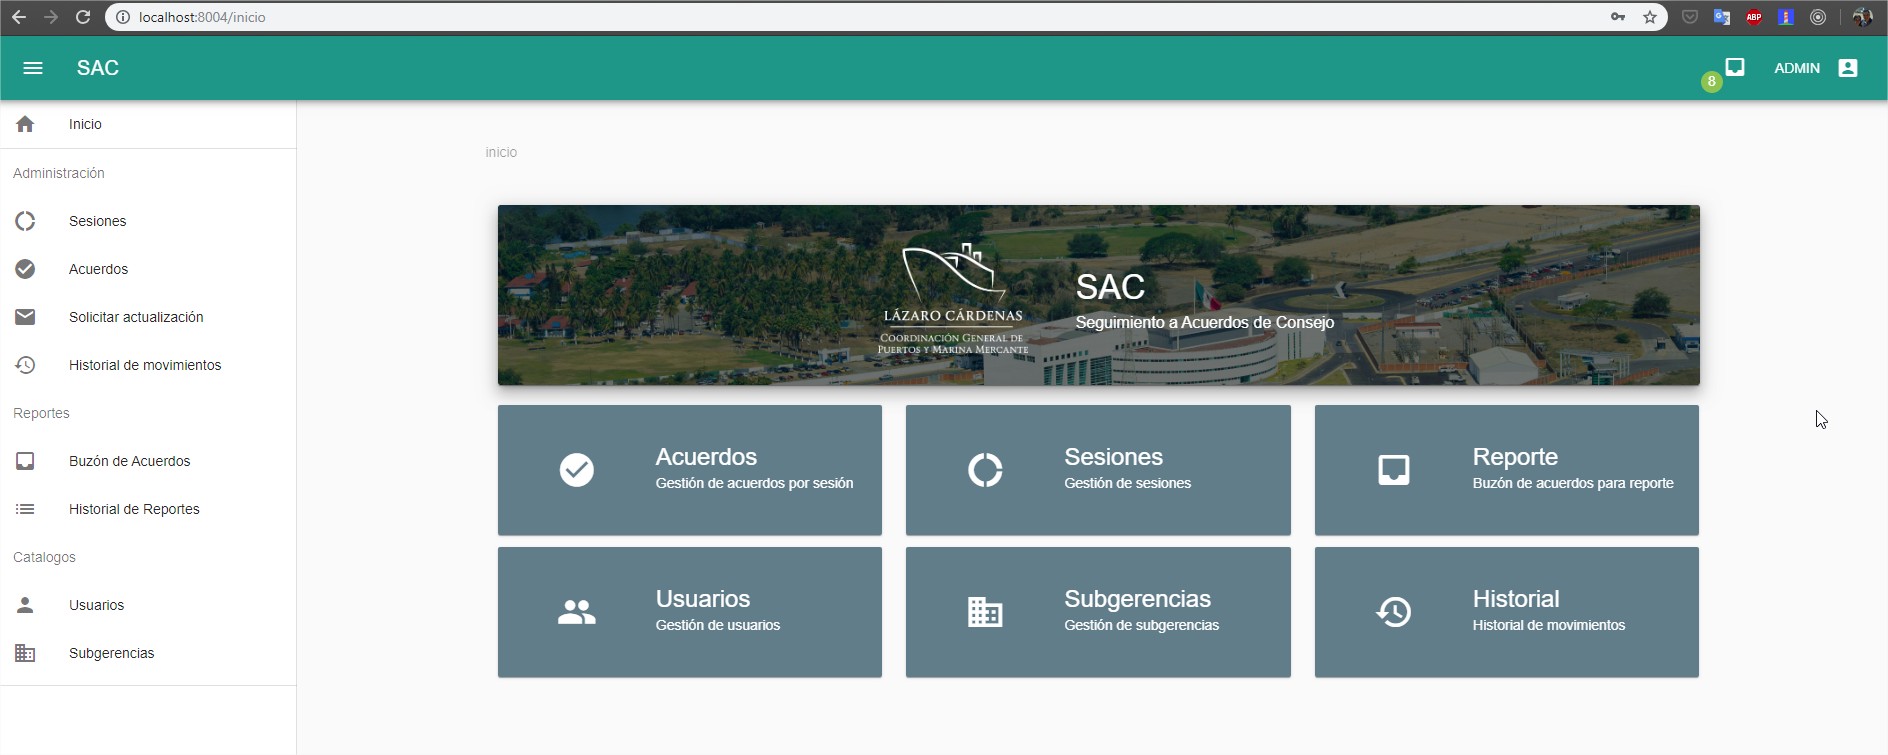 localhost:8004/inicio
ABP
SAC
8
ADMIN
Inicio
Administración
Sesiones
Acuerdos
Solicitar actualización
Historial de movimientos
Reportes
Buzón de Acuerdos
Historial de Reportes
Catalogos
Usuarios
Subgerencias
inicio
LÁZARO CÁRDENAS
COORDINACIÓN GENERAL DE
PUERTOS Y MARINA MERCANTE
SAC
Seguimiento a Acuerdos de Consejo
Acuerdos
Gestión de acuerdos por sesión
Sesiones
Gestión de sesiones
Reporte
Buzón de acuerdos para reporte
Usuarios
Gestión de usuarios
Subgerencias
Gestión de subgerencias
Historial
Historial de movimientos